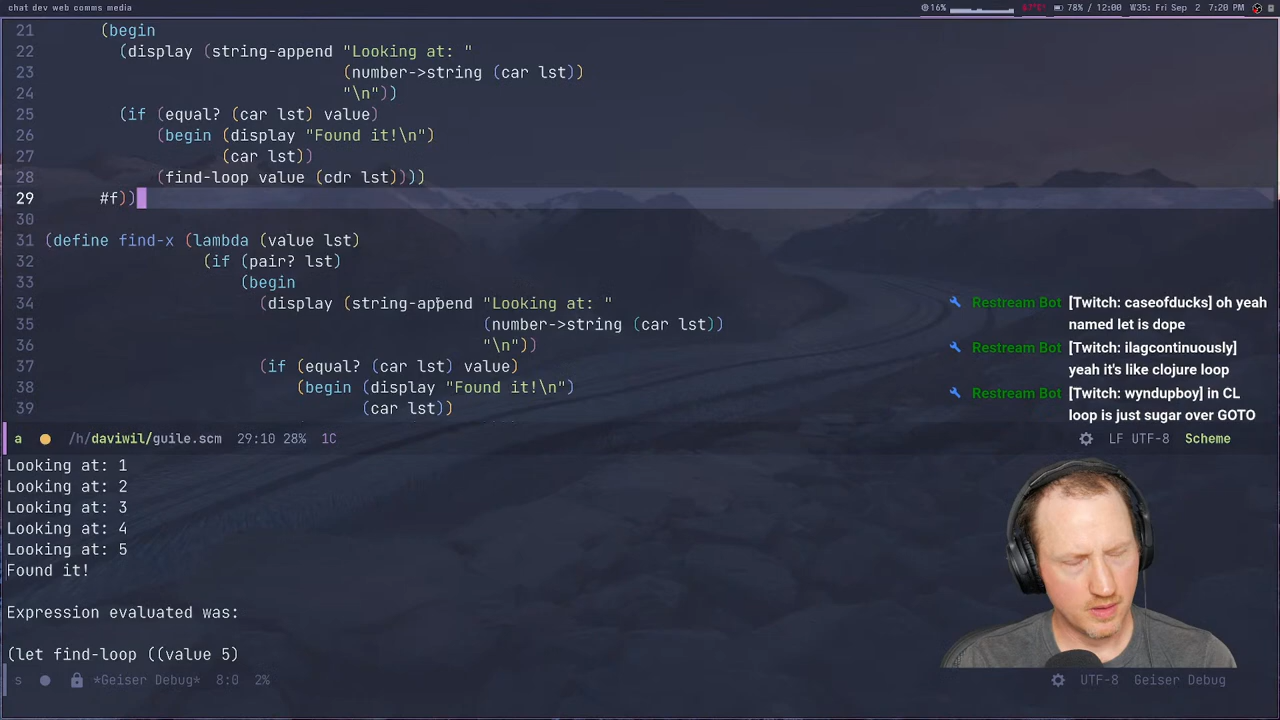 chat dev web comms media
16% 67°C 78% / 12:00 W35: Fri Sep 2 7:20 PM
21 (begin
22 (display (string-append "Looking at: "
23 (number->string (car lst))
24 "\n"))
25 (if (equal? (car lst) value)
26 (begin (display "Found it!\n")
27 (car lst))
28 (find-loop value (cdr lst))))
29 #f))
30
31 (define find-x (lambda (value lst)
32 (if (pair? lst)
33 (begin
34 (display (string-append "Looking at: "
35 (number->string (car lst))
36 "\n"))
37 (if (equal? (car lst) value)
38 (begin (display "Found it!\n")
39 (car lst))
a /h/daviwil/guile.scm 29:10 28% 1C LF UTF-8 Scheme
Looking at: 1
Looking at: 2
Looking at: 3
Looking at: 4
Looking at: 5
Found it!
Expression evaluated was:
(let find-loop ((value 5)
s *Geiser Debug* 8:0 2% UTF-8 Geiser Debug
Restream Bot [Twitch: caseofducks] oh yeah
named let is dope
Restream Bot [Twitch: ilagcontinuously]
yeah it's like clojure loop
Restream Bot [Twitch: wyndupboy] in CL
loop is just sugar over GOTO